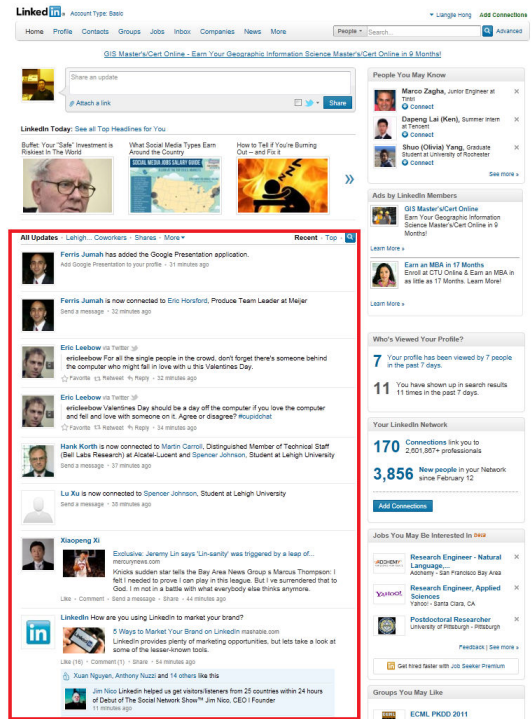 Linked in
Account Type: Basic
Liangjie Hong Add Connections
Home Profile Contacts Groups Jobs Inbox Companies News More
People Search... Advanced
GIS Master's/Cert Online - Earn Your Geographic Information Science Master's/Cert Online in 9 Months!
Share an update
Attach a link
Share
LinkedIn Today: See all Top Headlines for You
Buffet: Your "Safe" Investment is
Riskiest In The World
What Social Media Types Earn
Around the Country
How to Tell if You're Burning
Out – and Fix it
SOCIAL MEDIA JOBS SALARY GUIDE
All Updates · Lehigh... Coworkers · Shares · More
Recent · Top
Ferris Jumah has added the Google Presentation application.
Add Google Presentation to your profile · 31 minutes ago
Ferris Jumah is now connected to Eric Horsford, Produce Team Leader at Meijer
Send a message · 32 minutes ago
Eric Leebow via Twitter
ericleebow For all the single people in the crowd, don't forget there's someone behind
the computer who might fall in love with u this Valentines Day.
Favorite Retweet Reply · 32 minutes ago
Eric Leebow via Twitter
ericleebow Valentines Day should be a day off the computer if you love the computer
and fell and love with someone on it. Agree or disagree? #cupidchat
Favorite Retweet Reply · 34 minutes ago
Hank Korth is now connected to Martin Carroll, Distinguished Member of Technical Staff
(Bell Labs Research) at Alcatel-Lucent and Spencer Johnson, Student at Lehigh University
Send a message · 37 minutes ago
Lu Xu is now connected to Spencer Johnson, Student at Lehigh University
Send a message · 38 minutes ago
Xiaopeng Xi
Exclusive: Jeremy Lin says 'Lin-sanity' was triggered by a leap of...
mercurynews.com
Knicks sudden star tells the Bay Area News Group s Marcus Thompson: I
felt I needed to prove I can play in this league. But I ve surrendered that to
God. I m not in a battle with what everybody else thinks anymore.
Like · Comment · Send a message · Share · 44 minutes ago
LinkedIn How are you using LinkedIn to market your brand?
5 Ways to Market Your Brand on LinkedIn mashable.com
LinkedIn provides plenty of marketing opportunities, but lets take a look at
some of the lesser-known tools.
Like (16) · Comment (1) · Share · 54 minutes ago
Xuan Nguyen, Anthony Nuzzi and 14 others like this
Jim Nico Linkedin helped us get visitors/listeners from 25 countries within 24 hours
of Debut of The Social Network Show™ Jim Nico, CEO l Founder
11 minutes ago
People You May Know
Marco Zagha, Junior Engineer at
Tintri
Connect
Dapeng Lai (Ken), Summer Intern
at Tencent
Connect
Shuo (Olivia) Yang, Graduate
Student at University of Rochester
Connect
See more »
Ads by LinkedIn Members
GIS Master's/Cert Online
Earn Your Geographic Information
Science Master's/Cert Online in 9
Months!
Learn More »
Earn an MBA in 17 Months
Enroll at CTU Online & Earn an MBA in
as little as 17 Months. Learn More!
Learn More »
Who's Viewed Your Profile?
7 Your profile has been viewed by 7 people
in the past 7 days.
11 You have shown up in search results
11 times in the past 7 days.
Your LinkedIn Network
170 Connections link you to
2,601,867+ professionals
3,856 New people in your Network
since February 12
Add Connections
Jobs You May Be Interested In Beta
ADCHEMY
Research Engineer - Natural
Language,...
Adchemy - San Francisco Bay Area
YAHOO!
Research Engineer, Applied
Sciences
Yahoo! - Santa Clara, CA
Postdoctoral Researcher
University of Pittsburgh - Pittsburgh
Feedback | See more »
Get hired faster with Job Seeker Premium
Groups You May Like
ECML PKDD 2011